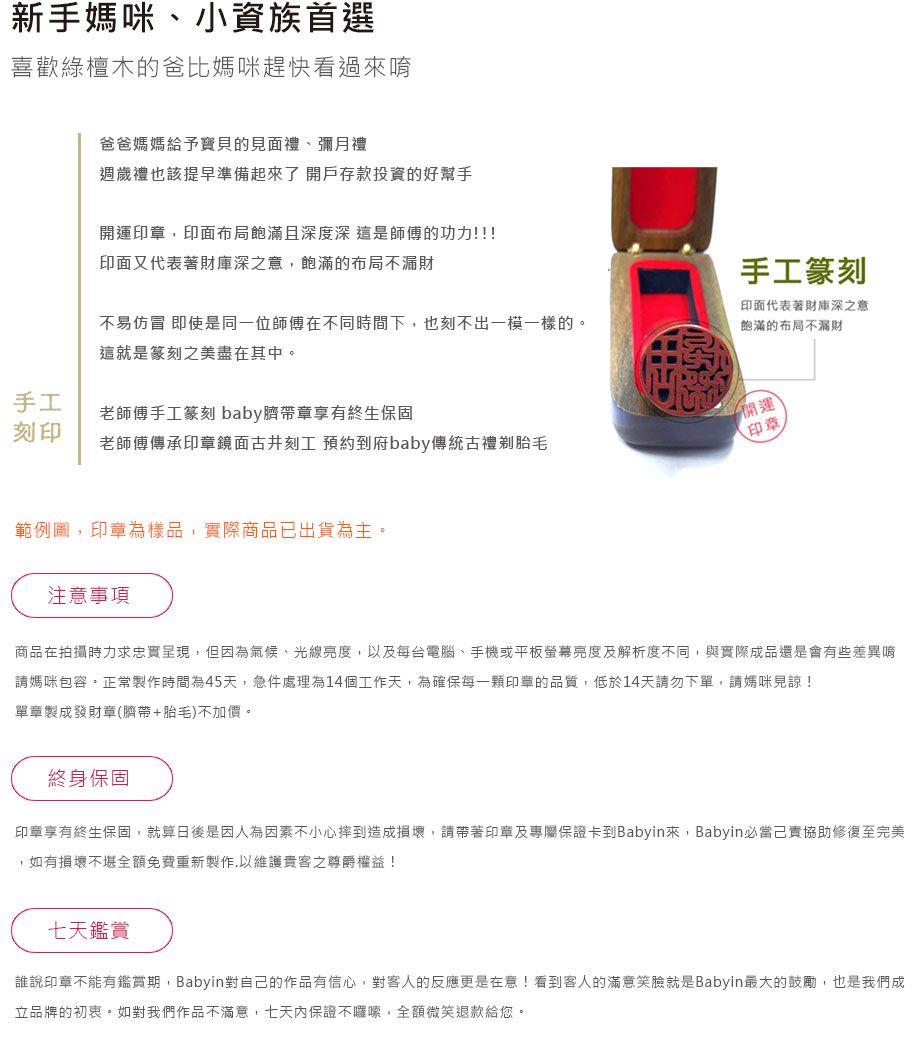 新手媽咪、小資族首選
喜歡綠檀木的爸比媽咪趕快看過來唷
爸爸媽媽給予寶貝的見面禮、彌月禮
週歲禮也該提早準備起來了 開戶存款投資的好幫手
開運印章，印面布局飽滿且深度深 這是師傅的功力!!!
印面又代表著財庫深之意，飽滿的布局不漏財
不易仿冒 即使是同一位師傅在不同時間下，也刻不出一模一樣的。
這就是篆刻之美盡在其中。
老師傅手工篆刻 baby臍帶章享有終生保固
老師傅傳承印章鏡面古井刻工 預約到府baby傳統古禮剃胎毛
手工
刻印
手工篆刻
印面代表著財庫深之意
飽滿的布局不漏財
開運
印章
範例圖，印章為樣品，實際商品已出貨為主。
注意事項
商品在拍攝時力求忠實呈現，但因為氣候、光線亮度，以及每台電腦、手機或平板螢幕亮度及解析度不同，與實際成品還是會有些差異唷
請媽咪包容。正常製作時間為45天，急件處理為14個工作天，為確保每一顆印章的品質，低於14天請勿下單，請媽咪見諒！
單章製成發財章(臍帶+胎毛)不加價。
終身保固
印章享有終生保固，就算日後是因人為因素不小心摔到造成損壞，請帶著印章及專屬保證卡到Babyin來，Babyin必當己責協助修復至完美
，如有損壞不堪全額免費重新製作.以維護貴客之尊爵權益！
七天鑑賞
誰說印章不能有鑑賞期，Babyin對自己的作品有信心，對客人的反應更是在意！看到客人的滿意笑臉就是Babyin最大的鼓勵，也是我們成
立品牌的初衷。如對我們作品不滿意，七天內保證不囉嗦，全額微笑退款給您。